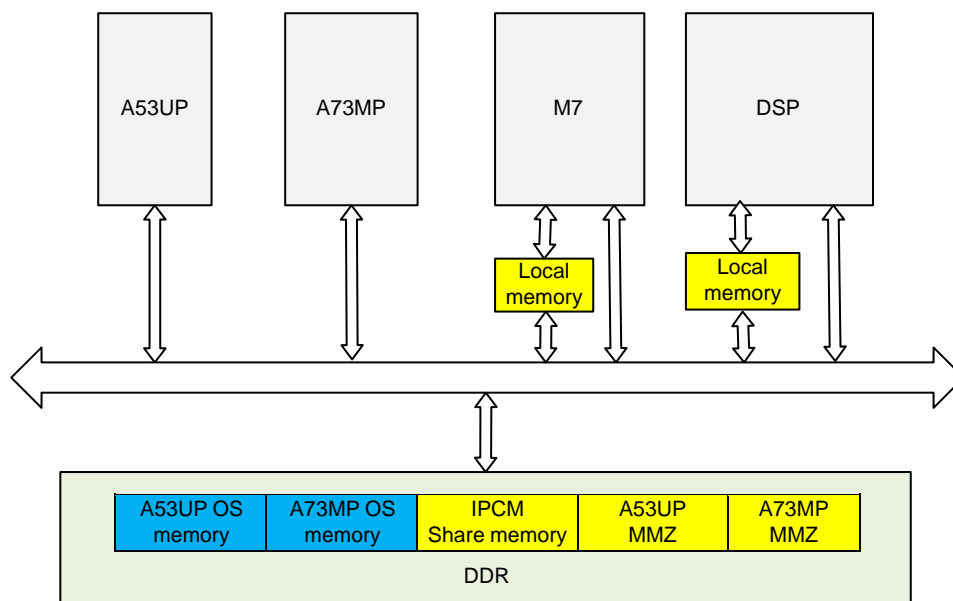 A53UP
A73MP
M7
DSP
Local
memory
Local
memory
A53UP OS
memory
A73MP OS
memory
IPCM
Share memory
A53UP
MMZ
A73MP
MMZ
DDR